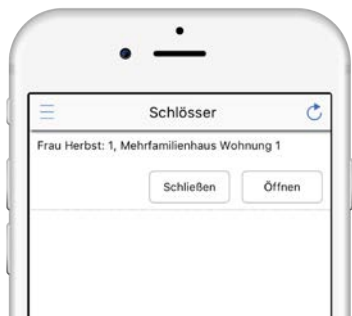 Schlösser
Frau Herbst: 1, Mehrfamilienhaus Wohnung 1
Schließen Öffnen